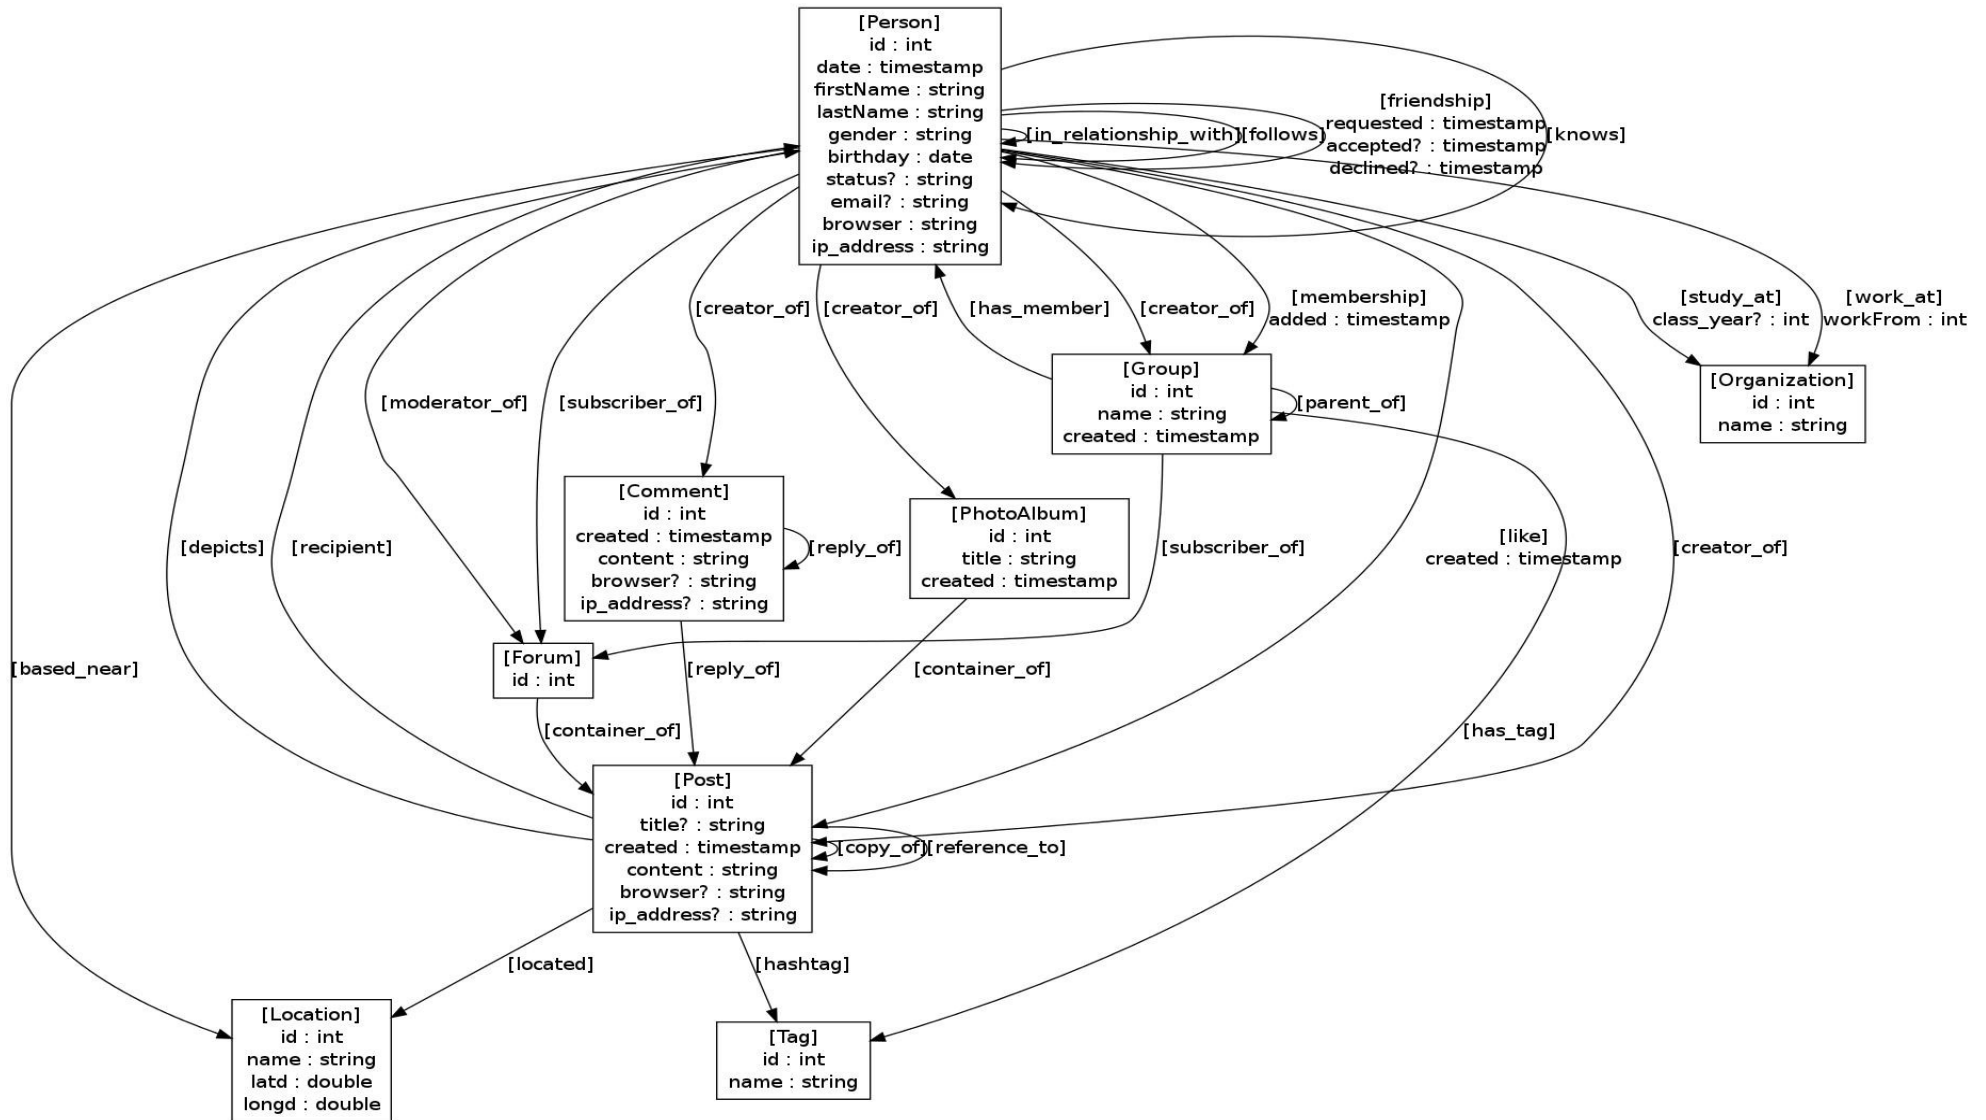 [Person]
id : int
date : timestamp
firstName : string
lastName : string
gender : string
birthday : date
status? : string
email? : string
browser : string
ip_address : string
[in_relationship_with]
[follows]
[friendship]
requested : timestamp
accepted? : timestamp
declined? : timestamp
[knows]
[creator_of]
[creator_of]
[has_member]
[creator_of]
[membership]
added : timestamp
[study_at]
class_year? : int
[work_at]
workFrom : int
[moderator_of]
[subscriber_of]
[Group]
id : int
name : string
created : timestamp
[parent_of]
[Organization]
id : int
name : string
[depicts]
[recipient]
[Comment]
id : int
created : timestamp
content : string
browser? : string
ip_address? : string
[reply_of]
[PhotoAlbum]
id : int
title : string
created : timestamp
[subscriber_of]
[like]
created : timestamp
[creator_of]
[based_near]
[Forum]
id : int
[reply_of]
[container_of]
[container_of]
[has_tag]
[Post]
id : int
title? : string
created : timestamp
content : string
browser? : string
ip_address? : string
[copy_of]
[reference_to]
[located]
[hashtag]
[Location]
id : int
name : string
latd : double
longd : double
[Tag]
id : int
name : string